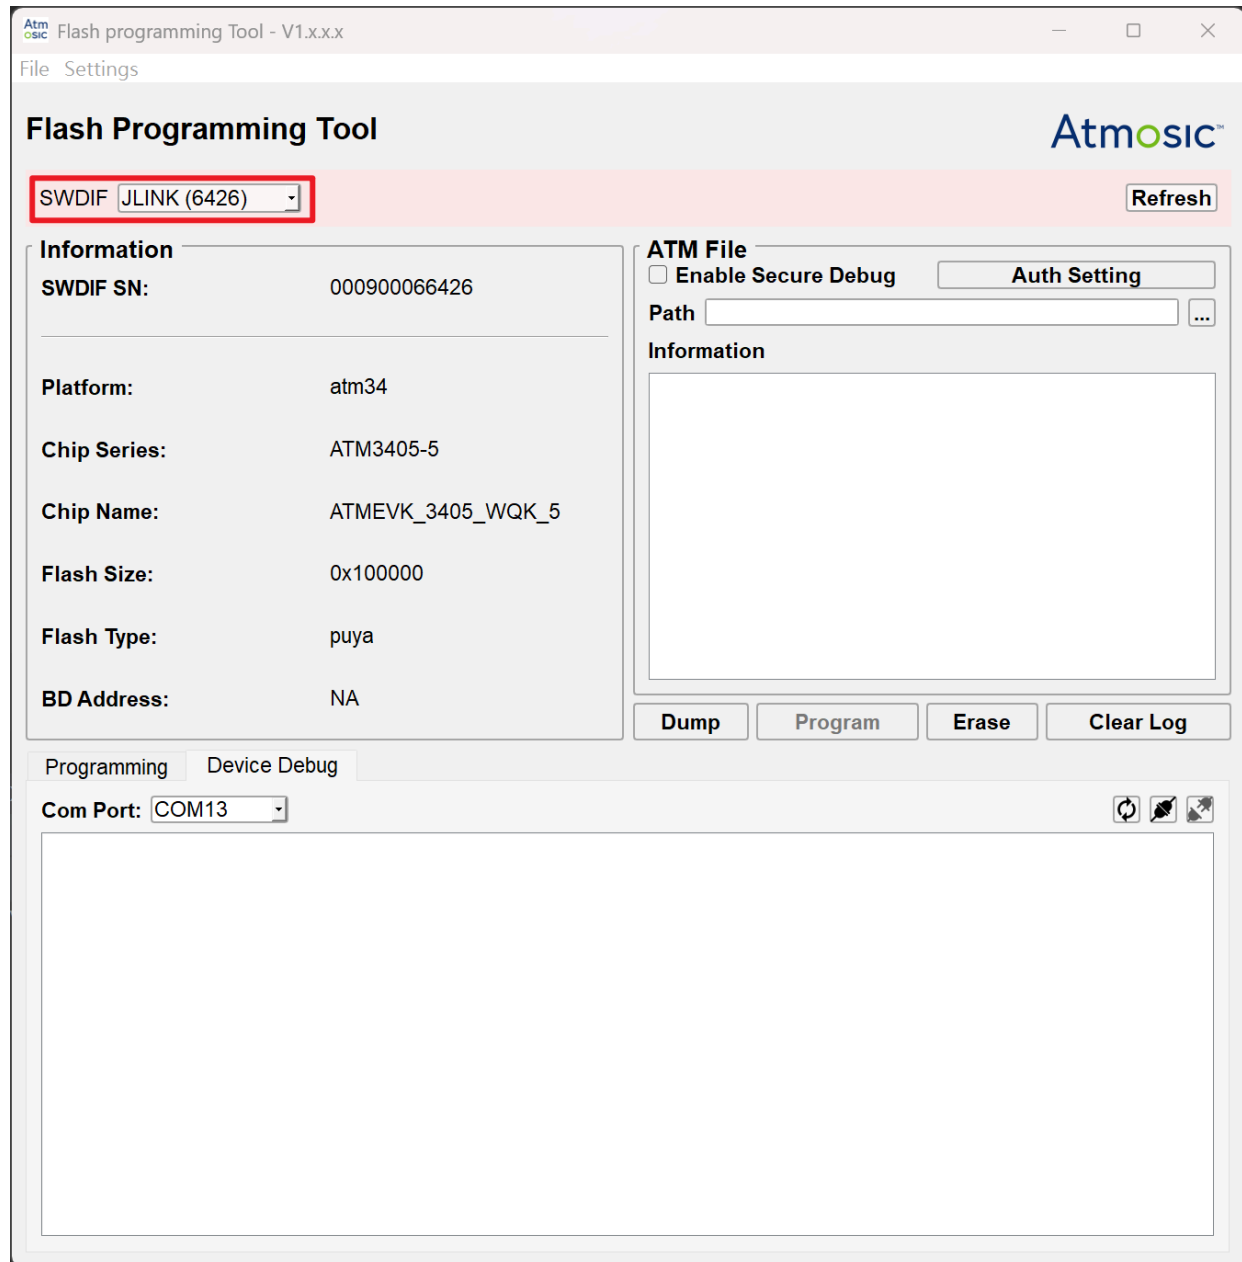 Atm
osic
Flash programming Tool - V1.x.x.x
File Settings
Flash Programming Tool
Atmosic™
SWDIF JLINK (6426)
Refresh
Information
SWDIF SN: 000900066426
Platform: atm34
Chip Series: ATM3405-5
Chip Name: ATMEVK_3405_WQK_5
Flash Size: 0x100000
Flash Type: puya
BD Address: NA
ATM File
Enable Secure Debug Auth Setting
Path ...
Information
Dump Program Erase Clear Log
Programming Device Debug
Com Port: COM13